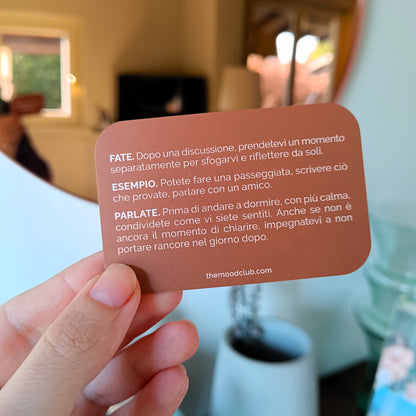 FATE. Dopo una discussione, prendetevi un momento
separatamente per sfogarvi e riflettere da soli.
ESEMPIO. Potete fare una passeggiata, scrivere ciò
che provate, parlare con un amico.
PARLATE. Prima di andare a dormire, con più calma,
condividete come vi siete sentiti. Anche se non è
ancora il momento di chiarire, impegnatevi a non
portare rancore nel giorno dopo.
themoodclub.com